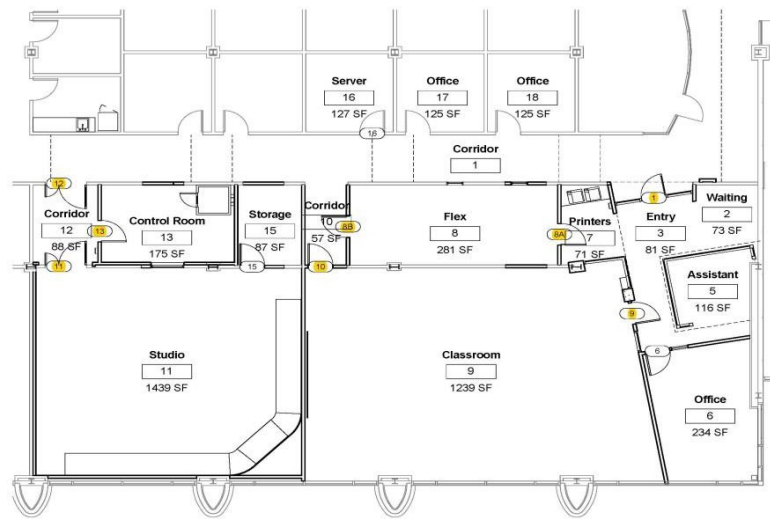 Server
16
127 SF
Office
17
125 SF
Office
18
125 SF
16
Corridor
1
12
Corridor
12
88 SF
11
13
Control Room
13
175 SF
Storage
15
87 SF
15
Corridor
10
57 SF
8B
10
Flex
8
281 SF
8A
Printers
7
71 SF
1
Entry
3
81 SF
Waiting
2
73 SF
Assistant
5
116 SF
9
6
Studio
11
1439 SF
Classroom
9
1239 SF
Office
6
234 SF